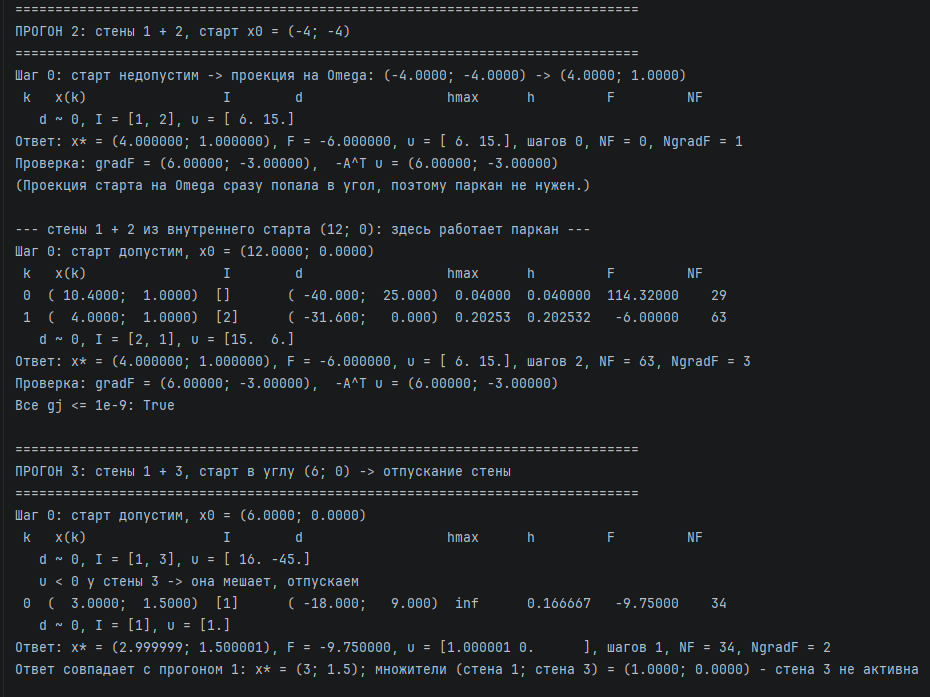 ==============================================================================
ПРОГОН 2: стены 1 + 2, старт x0 = (-4; -4)
==============================================================================
Шаг 0: старт недопустим -> проекция на Omega: (-4.0000; -4.0000) -> (4.0000; 1.0000)
 k   x(k)                 I        d                  hmax      h         F         NF
   d ~ 0, I = [1, 2], u = [ 6. 15.]
Ответ: x* = (4.000000; 1.000000), F = -6.000000, u = [ 6. 15.], шагов 0, NF = 0, NgradF = 1
Проверка: gradF = (6.00000; -3.00000),  -A^T u = (6.00000; -3.00000)
(Проекция старта на Omega сразу попала в угол, поэтому паркан не нужен.)

--- стены 1 + 2 из внутреннего старта (12; 0): здесь работает паркан ---
Шаг 0: старт допустим, x0 = (12.0000; 0.0000)
 k   x(k)                 I        d                  hmax      h         F         NF
 0  ( 10.4000;  1.0000)  []       ( -40.000;  25.000)  0.04000  0.040000  114.32000    29
 1  (  4.0000;  1.0000)  [2]      ( -31.600;   0.000)  0.20253  0.202532   -6.00000    63
   d ~ 0, I = [2, 1], u = [15.  6.]
Ответ: x* = (4.000000; 1.000000), F = -6.000000, u = [ 6. 15.], шагов 2, NF = 63, NgradF = 3
Проверка: gradF = (6.00000; -3.00000),  -A^T u = (6.00000; -3.00000)
Все gj <= 1e-9: True

==============================================================================
ПРОГОН 3: стены 1 + 3, старт в углу (6; 0) -> отпускание стены
==============================================================================
Шаг 0: старт допустим, x0 = (6.0000; 0.0000)
 k   x(k)                 I        d                  hmax      h         F         NF
   d ~ 0, I = [1, 3], u = [ 16. -45.]
   u < 0 у стены 3 -> она мешает, отпускаем
 0  (  3.0000;  1.5000)  [1]      ( -18.000;   9.000)  inf      0.166667   -9.75000    34
   d ~ 0, I = [1], u = [1.]
Ответ: x* = (2.999999; 1.500001), F = -9.750000, u = [1.000001 0.      ], шагов 1, NF = 34, NgradF = 2
Ответ совпадает с прогоном 1: x* = (3; 1.5); множители (стена 1; стена 3) = (1.0000; 0.0000) - стена 3 не активна